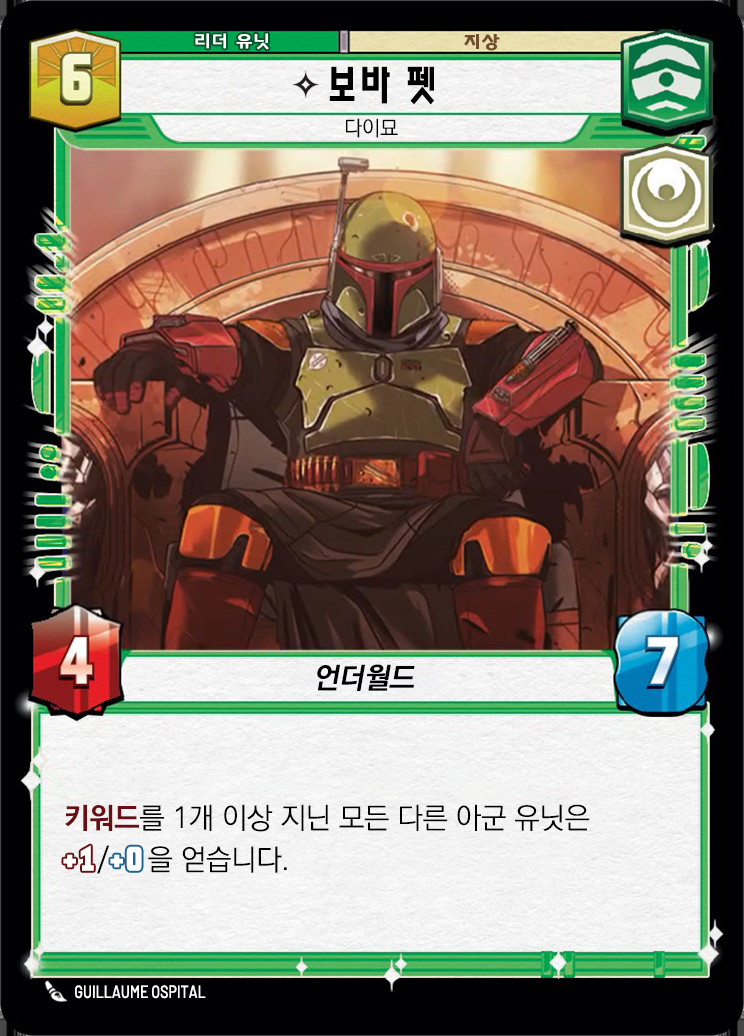 리더 유닛
지상
6
보바 펫
다이묘
4
언더월드
7
키워드를 1개 이상 지닌 모든 다른 아군 유닛은
+1/+0을 얻습니다.
GUILLAUME OSPITAL